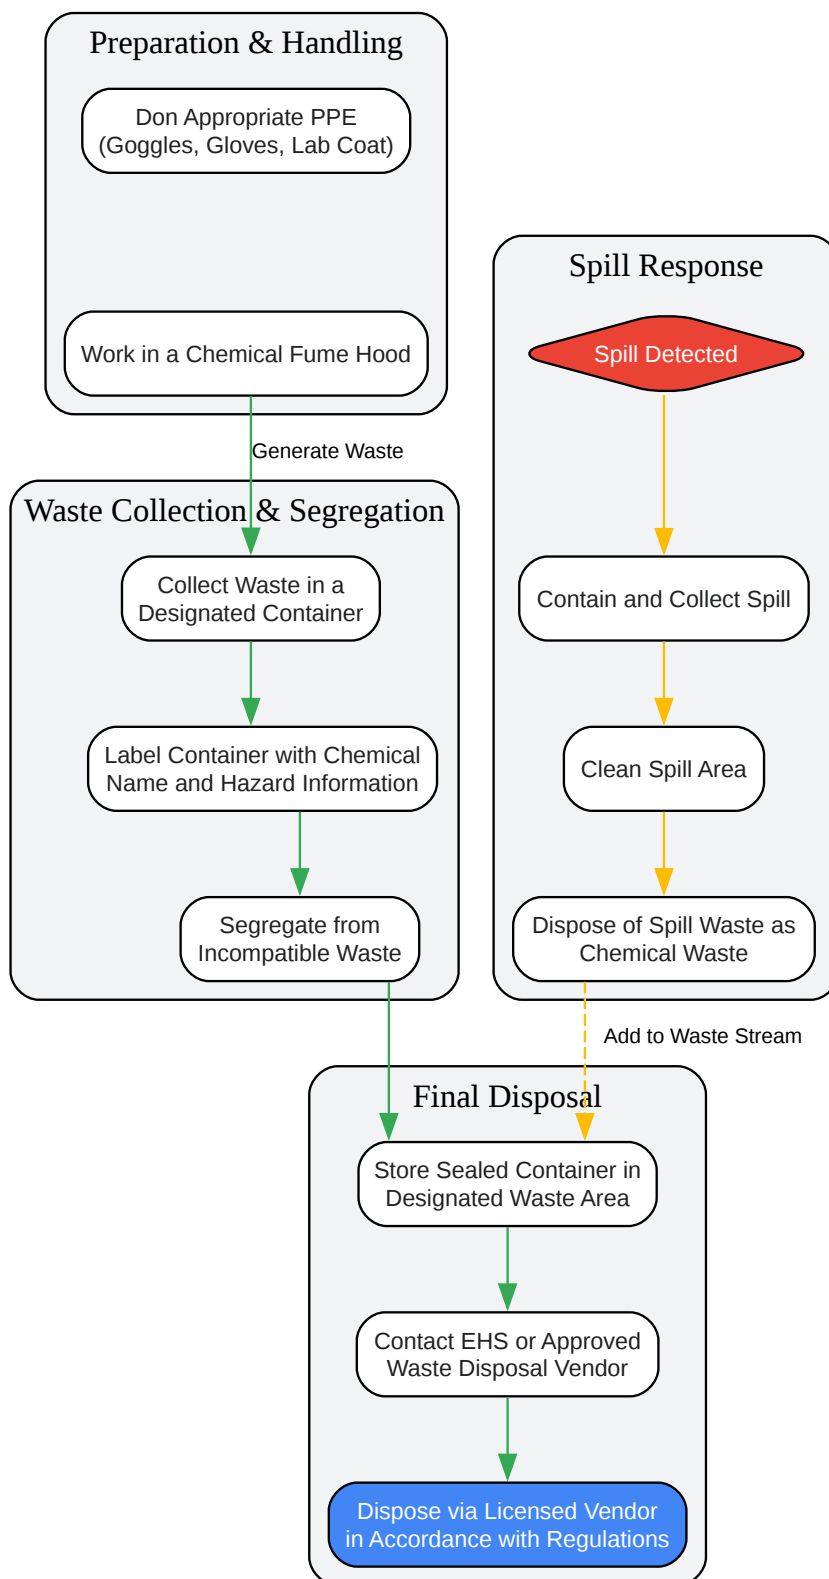 Preparation & Handling
Don Appropriate PPE
(Goggles, Gloves, Lab Coat)
Work in a Chemical Fume Hood
Generate Waste
Waste Collection & Segregation
Collect Waste in a
Designated Container
Label Container with Chemical
Name and Hazard Information
Segregate from
Incompatible Waste
Spill Response
Spill Detected
Contain and Collect Spill
Clean Spill Area
Dispose of Spill Waste as
Chemical Waste
Add to Waste Stream
Final Disposal
Store Sealed Container in
Designated Waste Area
Contact EHS or Approved
Waste Disposal Vendor
Dispose via Licensed Vendor
in Accordance with Regulations